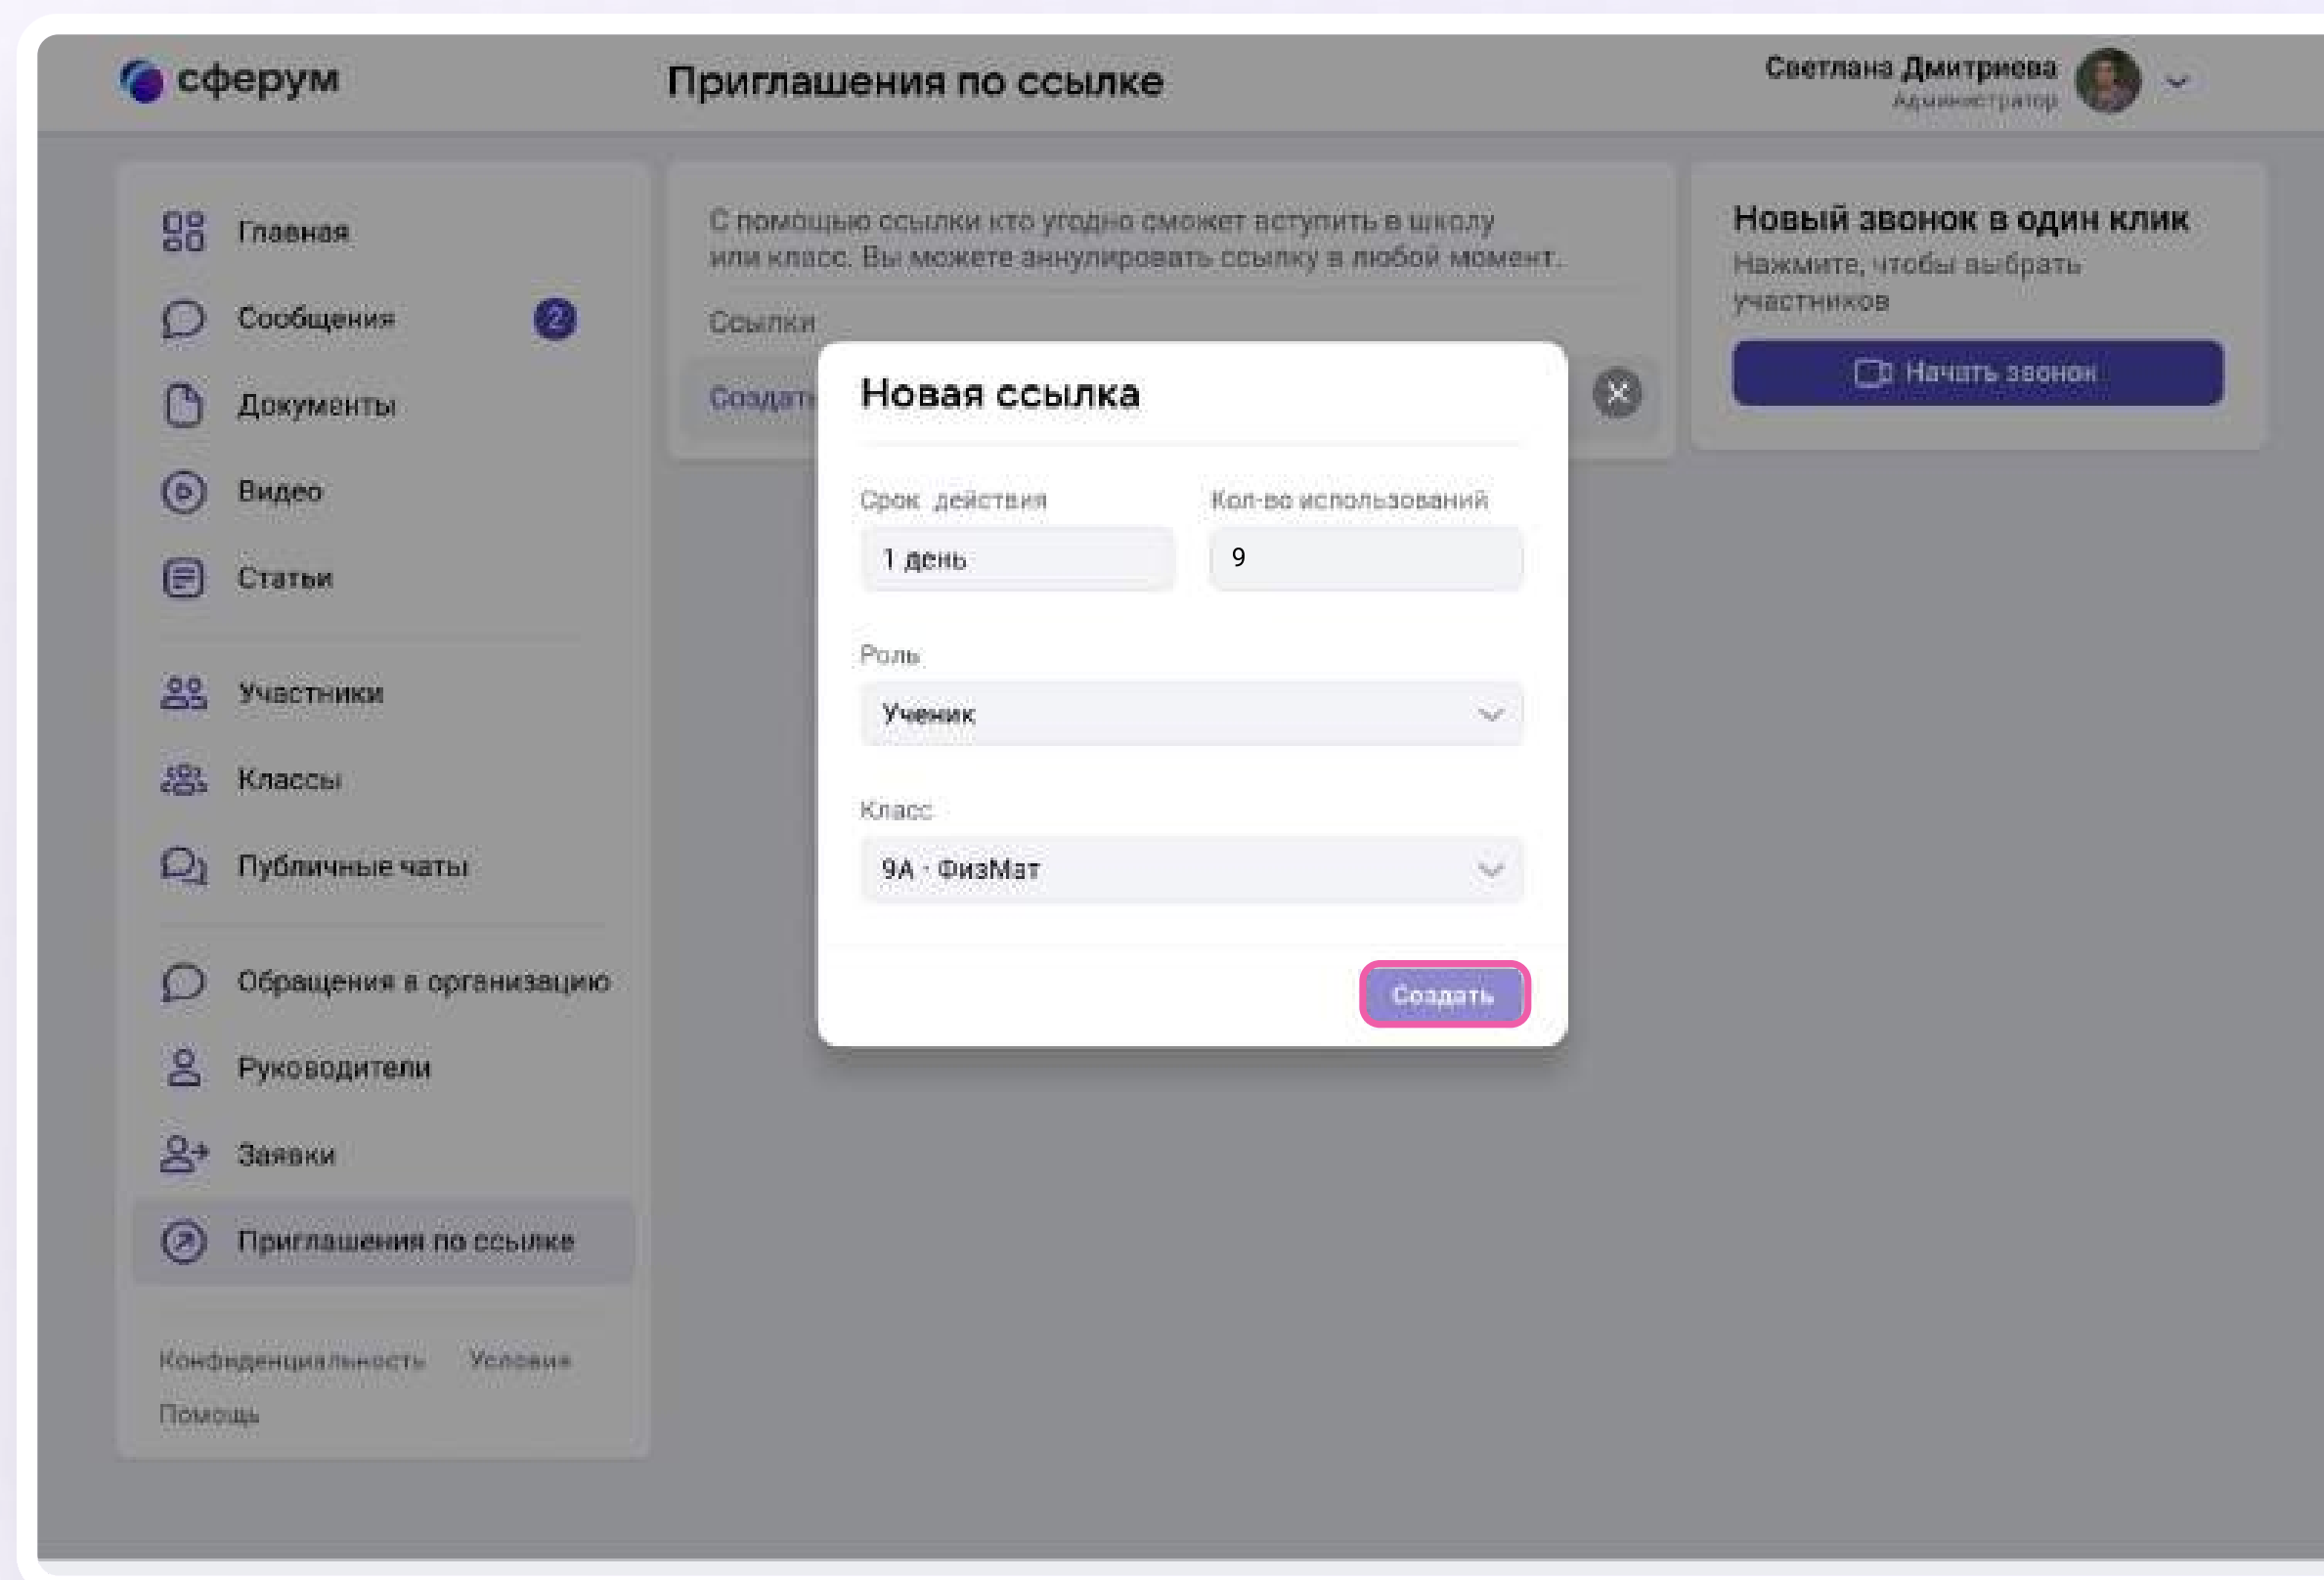 сферум
Приглашения по ссылке
Светлана Дмитриева
Администратор
Главная
Сообщения
2
Документы
Видео
Статьи
Участники
Классы
Публичные чаты
Обращения в организацию
Руководители
Заявки
Приглашения по ссылке
Конфиденциальность Условия
Помощь
С помощью ссылки кто угодно сможет вступить в школу
или класс. Вы можете аннулировать ссылку в любой момент.
Ссылки
Создать
Новая ссылка
Срок действия Кол-во использований
1 день 9
Роль
Ученик
Класс
9А · ФизМат
Создать
Новый звонок в один клик
Нажмите, чтобы выбрать
участников
Начать звонок